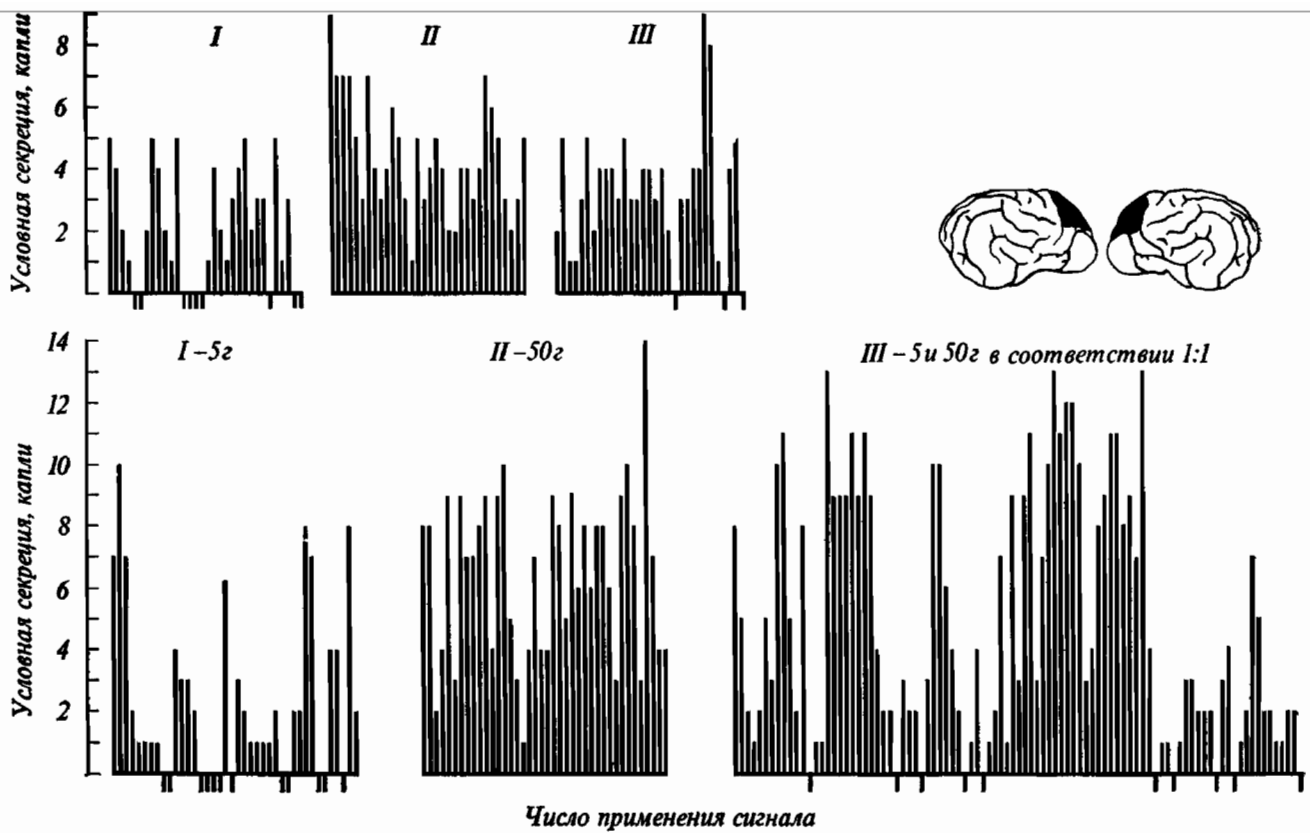 Условная секреция, капли
8
6
4
2
I
II
III
Условная секреция, капли
14
12
10
8
6
4
2
I – 5г
II – 50г
III – 5 и 50г в соответствии 1:1
Число применения сигнала